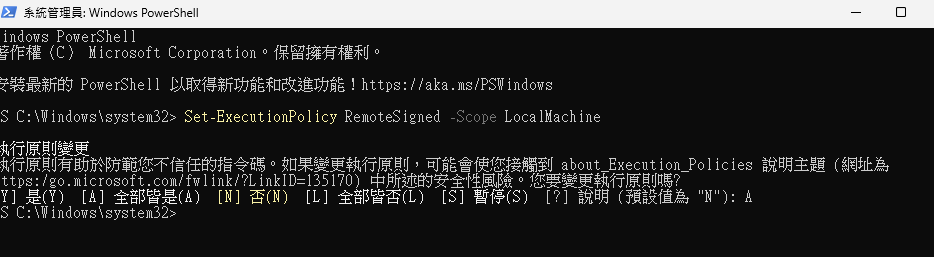 系統管理員: Windows PowerShell
indows PowerShell
著作權 (C) Microsoft Corporation。保留擁有權利。
安裝最新的 PowerShell 以取得新功能和改進功能！https://aka.ms/PSWindows
S C:\Windows\system32> Set-ExecutionPolicy RemoteSigned -Scope LocalMachine
執行原則變更
執行原則有助於防範您不信任的指令碼。如果變更執行原則，可能會使您接觸到 about_Execution_Policies 說明主題 (網址為
ttps:/go.microsoft.com/fwlink/?LinkID=135170) 中所述的安全性風險。您要變更執行原則嗎?
Y] 是(Y)  [A] 全部皆是(A)  [N] 否(N)  [L] 全部皆否(L)  [S] 暫停(S)  [?] 說明 (預設值為 "N"): A
S C:\Windows\system32>